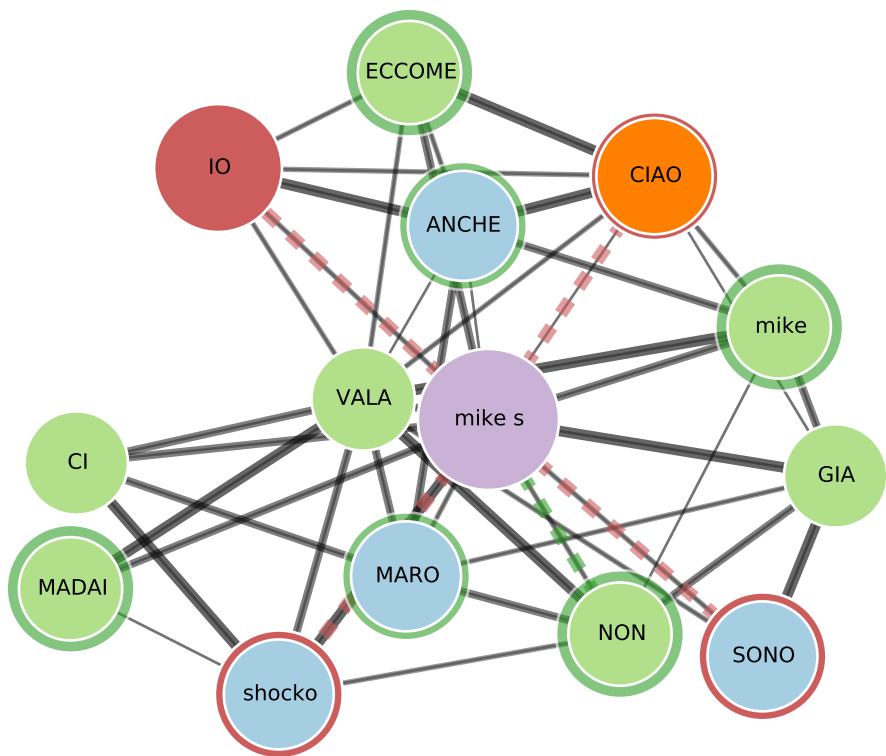 ECCOME
IO
CIAO
ANCHE
mike
VALA
mike s
CI
GIA
MARO
MADAI
NON
SONO
shocko